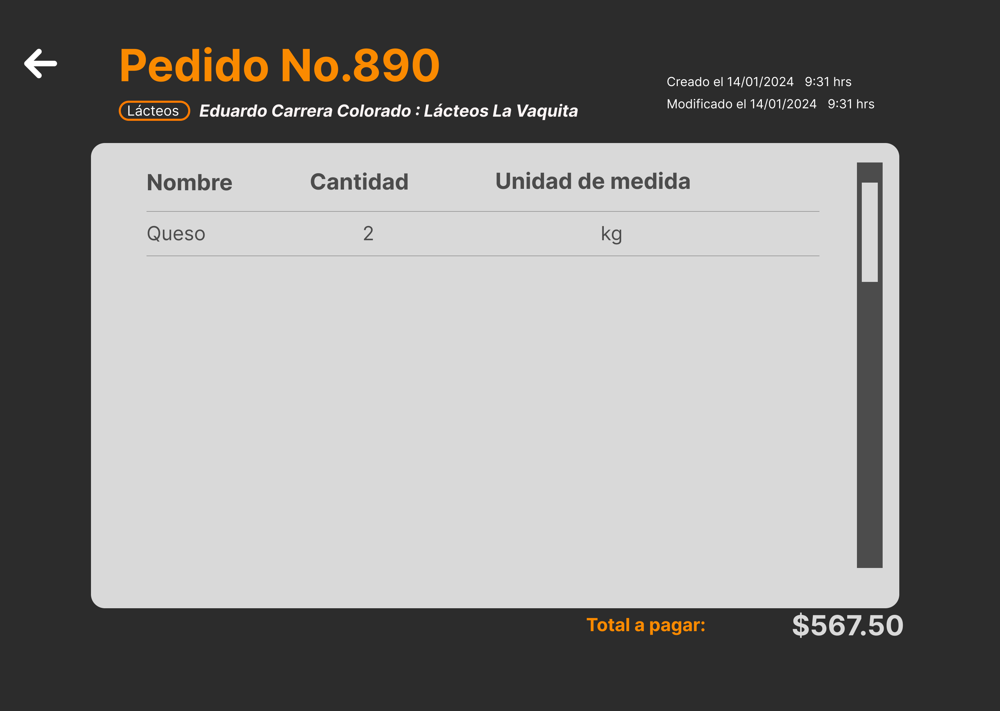 Pedido No.890
Creado el 14/01/2024 9:31 hrs
Lácteos Eduardo Carrera Colorado : Lácteos La Vaquita
Modificado el 14/01/2024 9:31 hrs
Nombre Cantidad Unidad de medida
Queso 2 kg
Total a pagar: $567.50